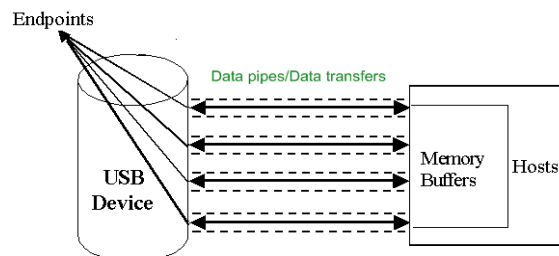 Endpoints
Data pipes/Data transfers
USB
Device
Memory
Buffers
Hosts